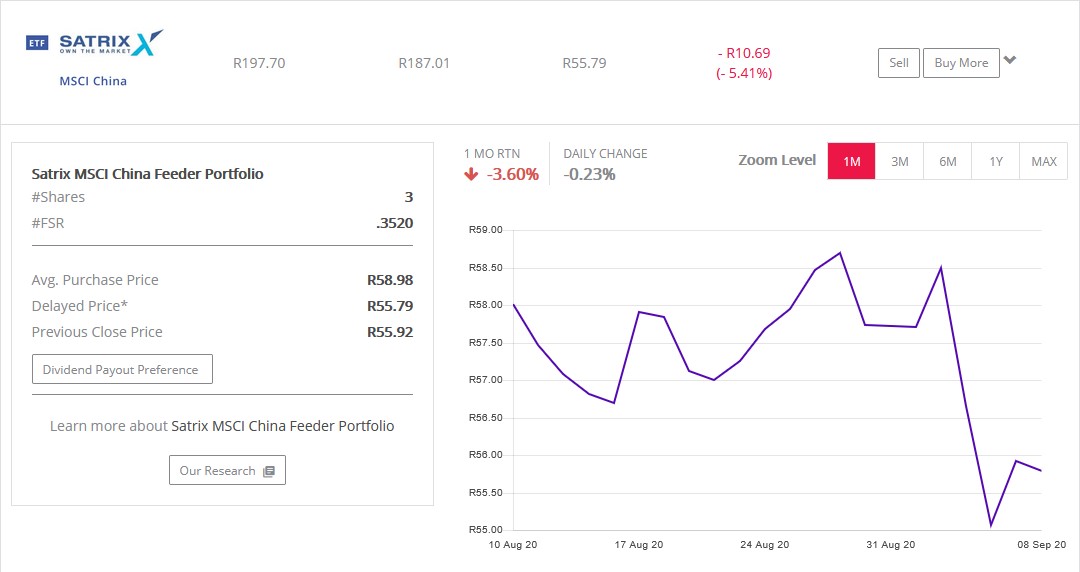 ETF SATRIX
OWN THE MARKET
MSCI China
R197.70
R187.01
R55.79
- R10.69
(- 5.41%)
Sell
Buy More
Satrix MSCI China Feeder Portfolio
#Shares 3
#FSR .3520
Avg. Purchase Price R58.98
Delayed Price* R55.79
Previous Close Price R55.92
Dividend Payout Preference
Learn more about Satrix MSCI China Feeder Portfolio
Our Research
1 MO RTN
-3.60%
DAILY CHANGE
-0.23%
Zoom Level 1M 3M 6M 1Y MAX
R59.00
R58.50
R58.00
R57.50
R57.00
R56.50
R56.00
R55.50
R55.00
10 Aug 20 17 Aug 20 24 Aug 20 31 Aug 20 08 Sep 20